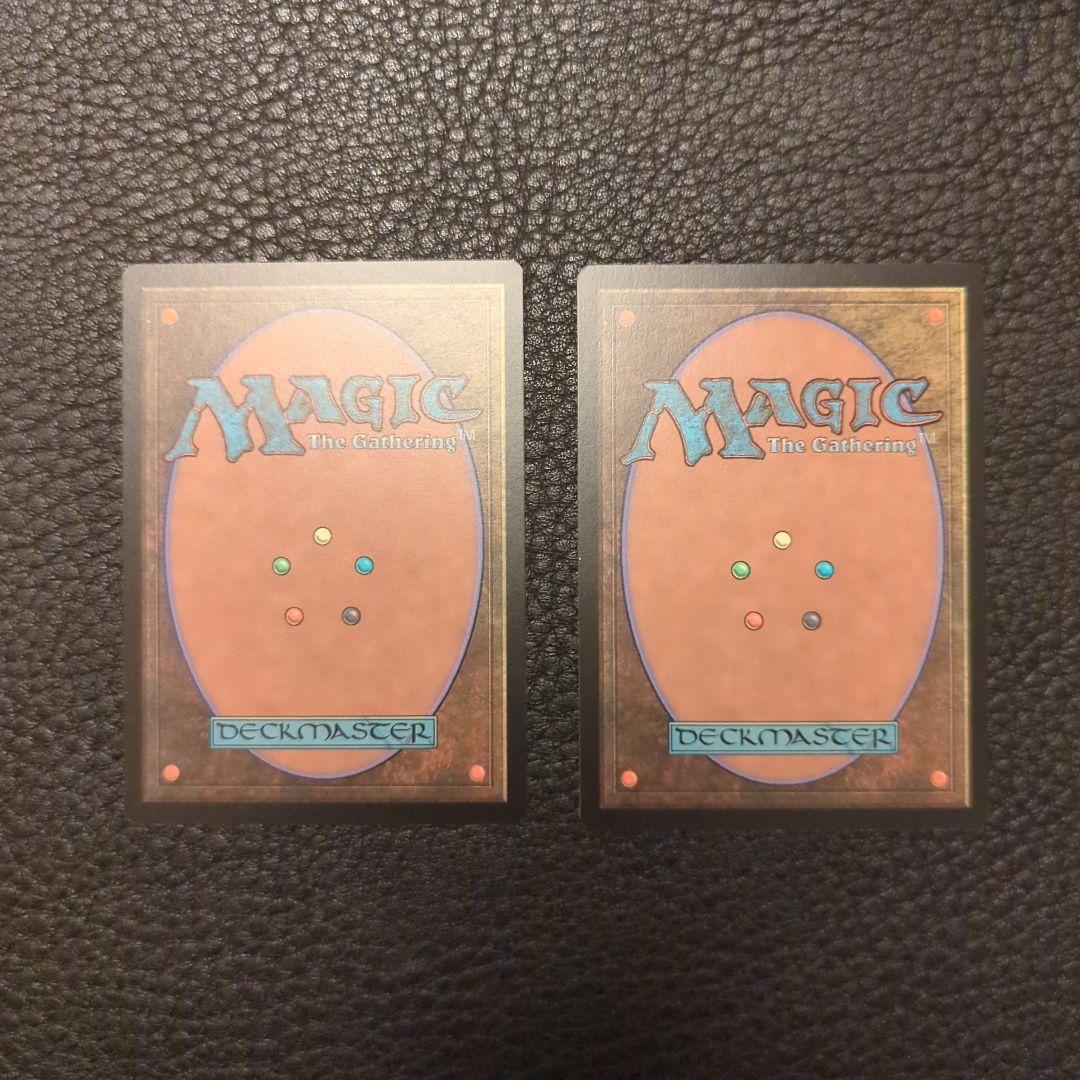 MAGIC
The Gathering™
DECKMASTER
MAGIC
The Gathering™
DECKMASTER